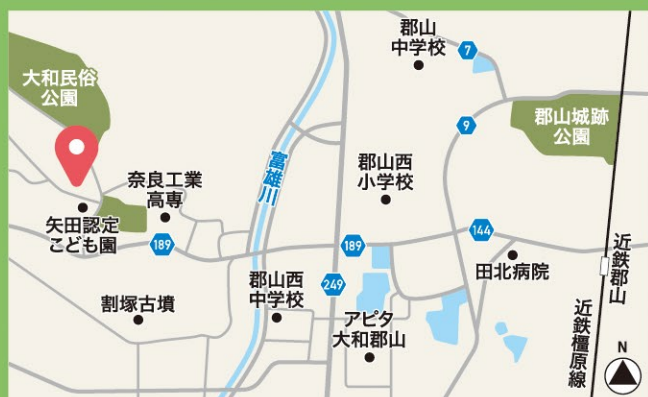 大和民俗
公園
郡山
中学校
7
郡山城跡
公園
9
奈良工業
高専
富雄川
郡山西
小学校
矢田認定
こども園
189
189
144
近鉄郡山
田北病院
249
郡山西
中学校
割塚古墳
アピタ
大和郡山
近鉄橿原線
N